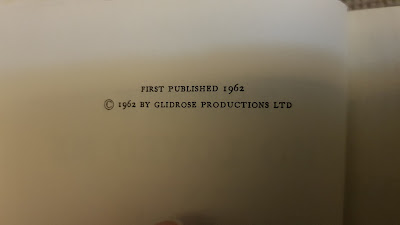 FIRST PUBLISHED 1962
© 1962 BY GLIDROSE PRODUCTIONS LTD